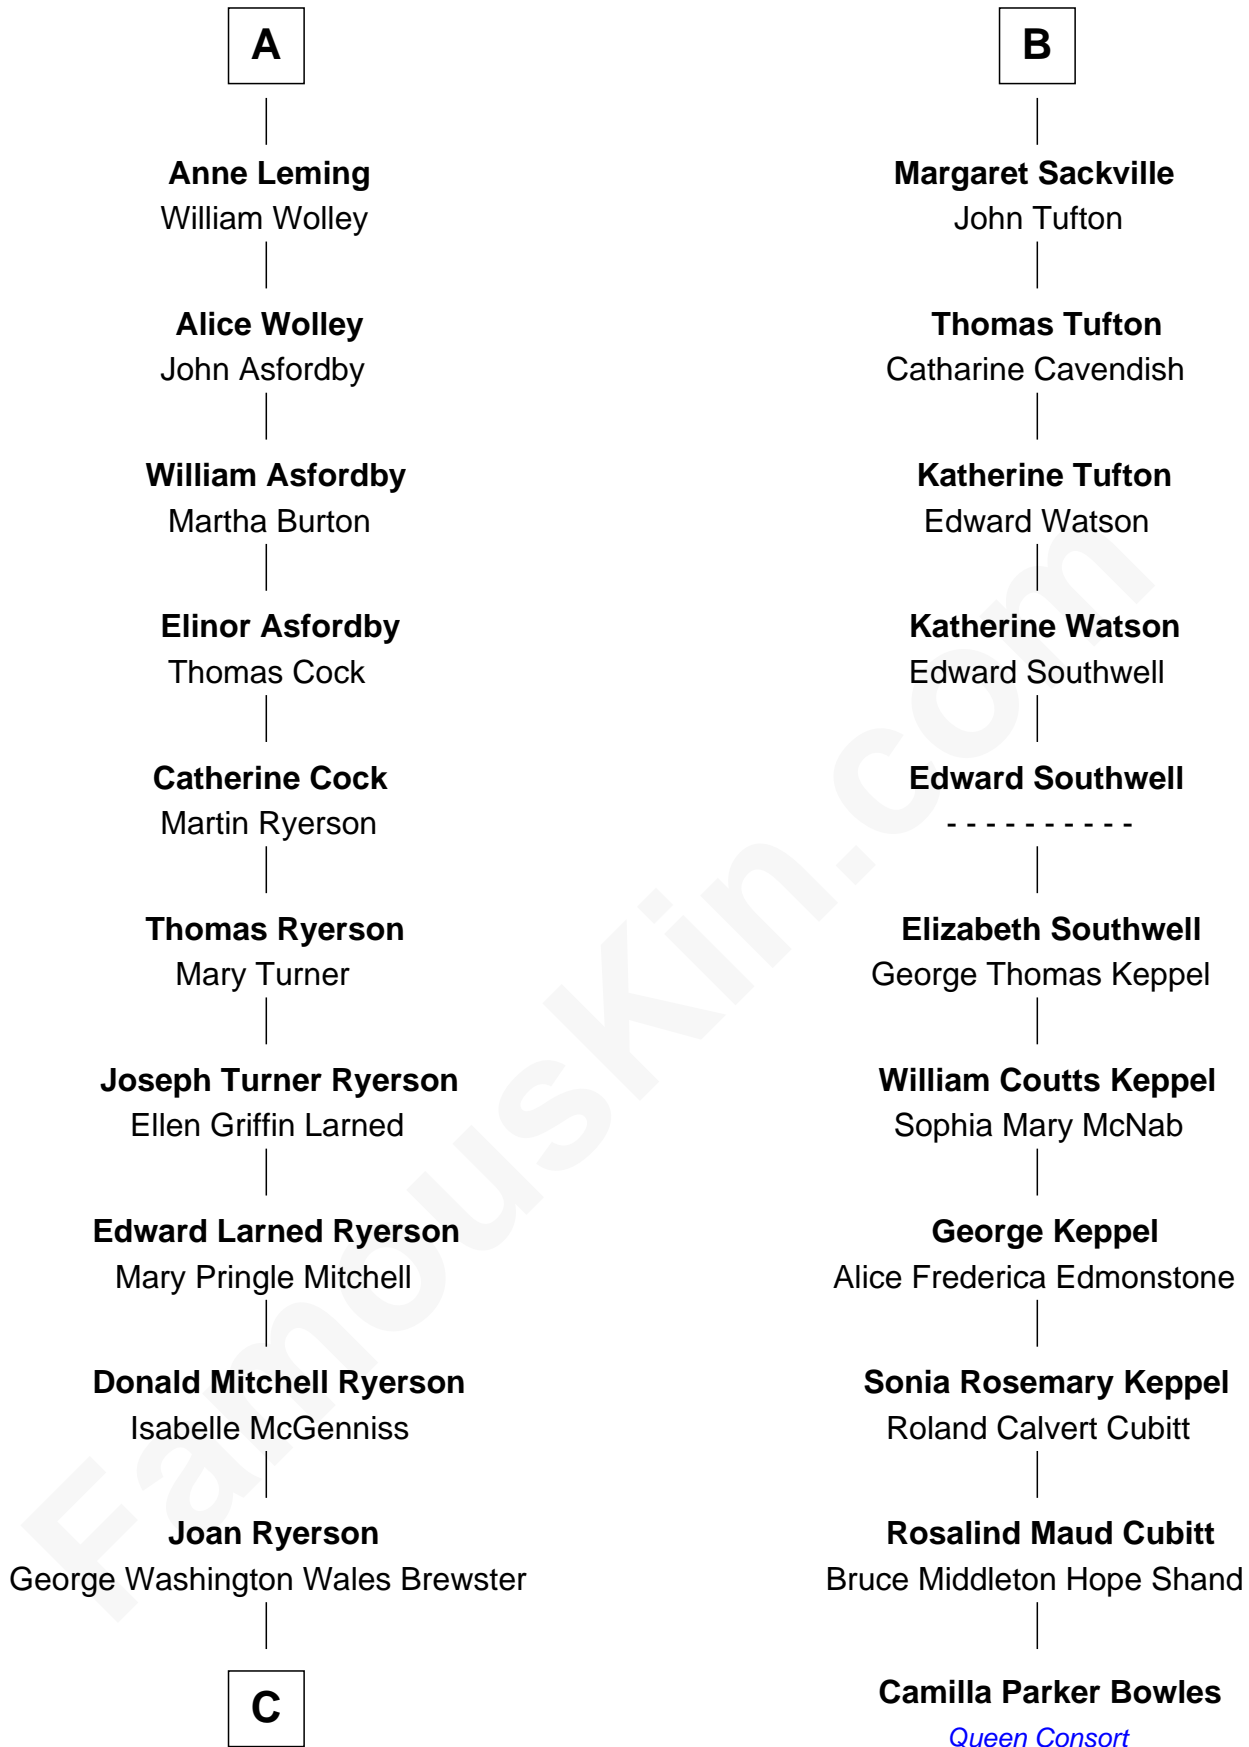 A
Anne Leming
William Wolley
Alice Wolley
John Asfordby
William Asfordby
Martha Burton
Elinor Asfordby
Thomas Cock
Catherine Cock
Martin Ryerson
Thomas Ryerson
Mary Turner
Joseph Turner Ryerson
Ellen Griffin Larned
Edward Larned Ryerson
Mary Pringle Mitchell
Donald Mitchell Ryerson
Isabelle McGenniss
Joan Ryerson
George Washington Wales Brewster
C
B
Margaret Sackville
John Tufton
Thomas Tufton
Catharine Cavendish
Katherine Tufton
Edward Watson
Katherine Watson
Edward Southwell
Edward Southwell
- - - - - - - - - -
Elizabeth Southwell
George Thomas Keppel
William Coutts Keppel
Sophia Mary McNab
George Keppel
Alice Frederica Edmonstone
Sonia Rosemary Keppel
Roland Calvert Cubitt
Rosalind Maud Cubitt
Bruce Middleton Hope Shand
Camilla Parker Bowles
Queen Consort
FamousKin.com